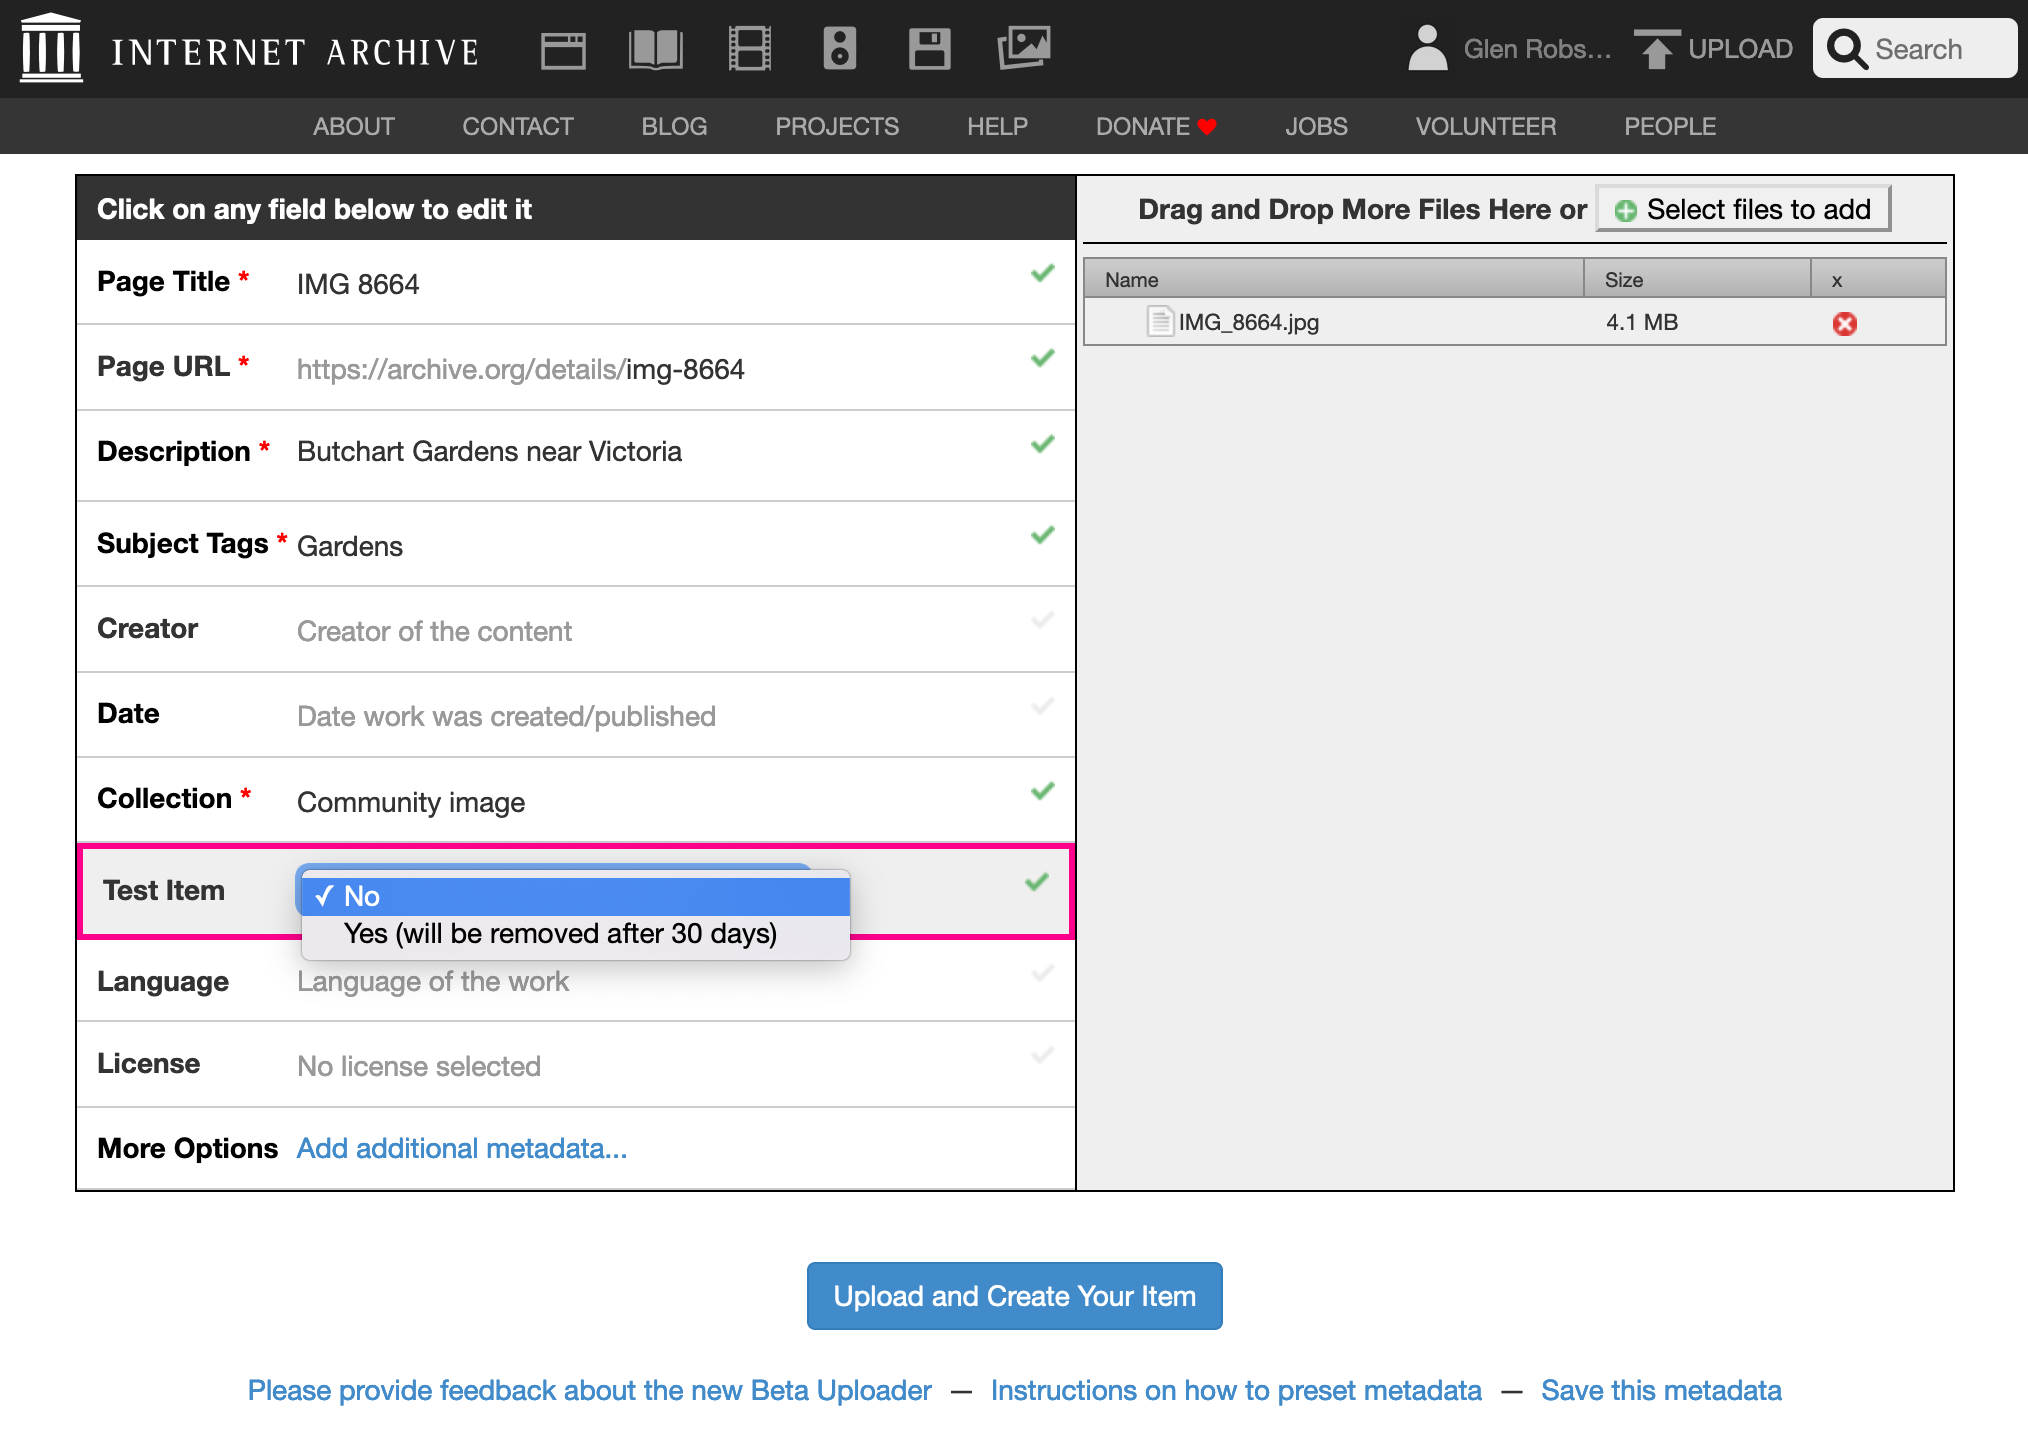 INTERNET ARCHIVE
Glen Robs...
UPLOAD
Search
ABOUT CONTACT BLOG PROJECTS HELP DONATE JOBS VOLUNTEER PEOPLE
Click on any field below to edit it
Page Title * IMG 8664
Page URL * https://archive.org/details/img-8664
Description * Butchart Gardens near Victoria
Subject Tags * Gardens
Creator Creator of the content
Date Date work was created/published
Collection * Community image
Test Item ✓ No
Yes (will be removed after 30 days)
Language Language of the work
License No license selected
More Options Add additional metadata...
Drag and Drop More Files Here or Select files to add
Name Size x
IMG_8664.jpg 4.1 MB
Upload and Create Your Item
Please provide feedback about the new Beta Uploader — Instructions on how to preset metadata — Save this metadata